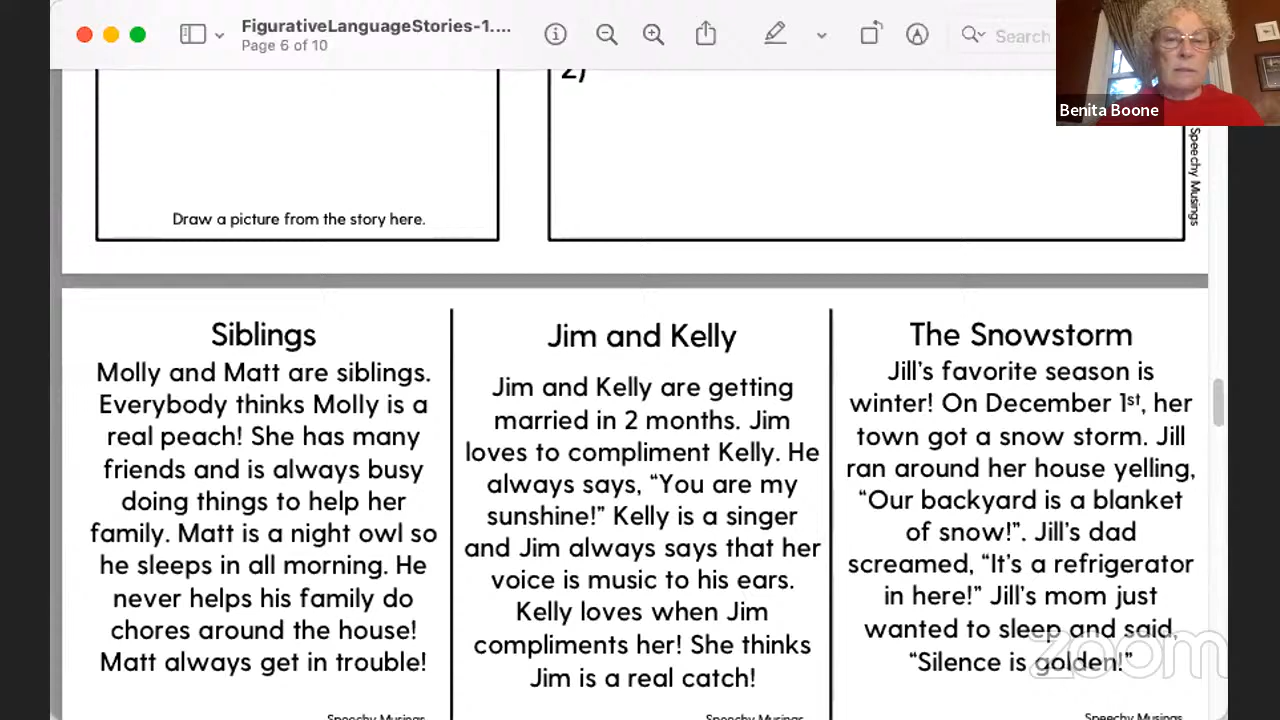 FigurativeLanguageStories-1....
Page 6 of 10
Search
Benita Boone
2)
Draw a picture from the story here.
Speechy Musings
Siblings
Molly and Matt are siblings.
Everybody thinks Molly is a
real peach! She has many
friends and is always busy
doing things to help her
family. Matt is a night owl so
he sleeps in all morning. He
never helps his family do
chores around the house!
Matt always get in trouble!
Speechy Musings
Jim and Kelly
Jim and Kelly are getting
married in 2 months. Jim
loves to compliment Kelly. He
always says, “You are my
sunshine!” Kelly is a singer
and Jim always says that her
voice is music to his ears.
Kelly loves when Jim
compliments her! She thinks
Jim is a real catch!
Speechy Musings
The Snowstorm
Jill’s favorite season is
winter! On December 1st, her
town got a snow storm. Jill
ran around her house yelling,
“Our backyard is a blanket
of snow!”. Jill’s dad
screamed, “It’s a refrigerator
in here!” Jill’s mom just
wanted to sleep and said,
“Silence is golden!”
Speechy Musings
zoom